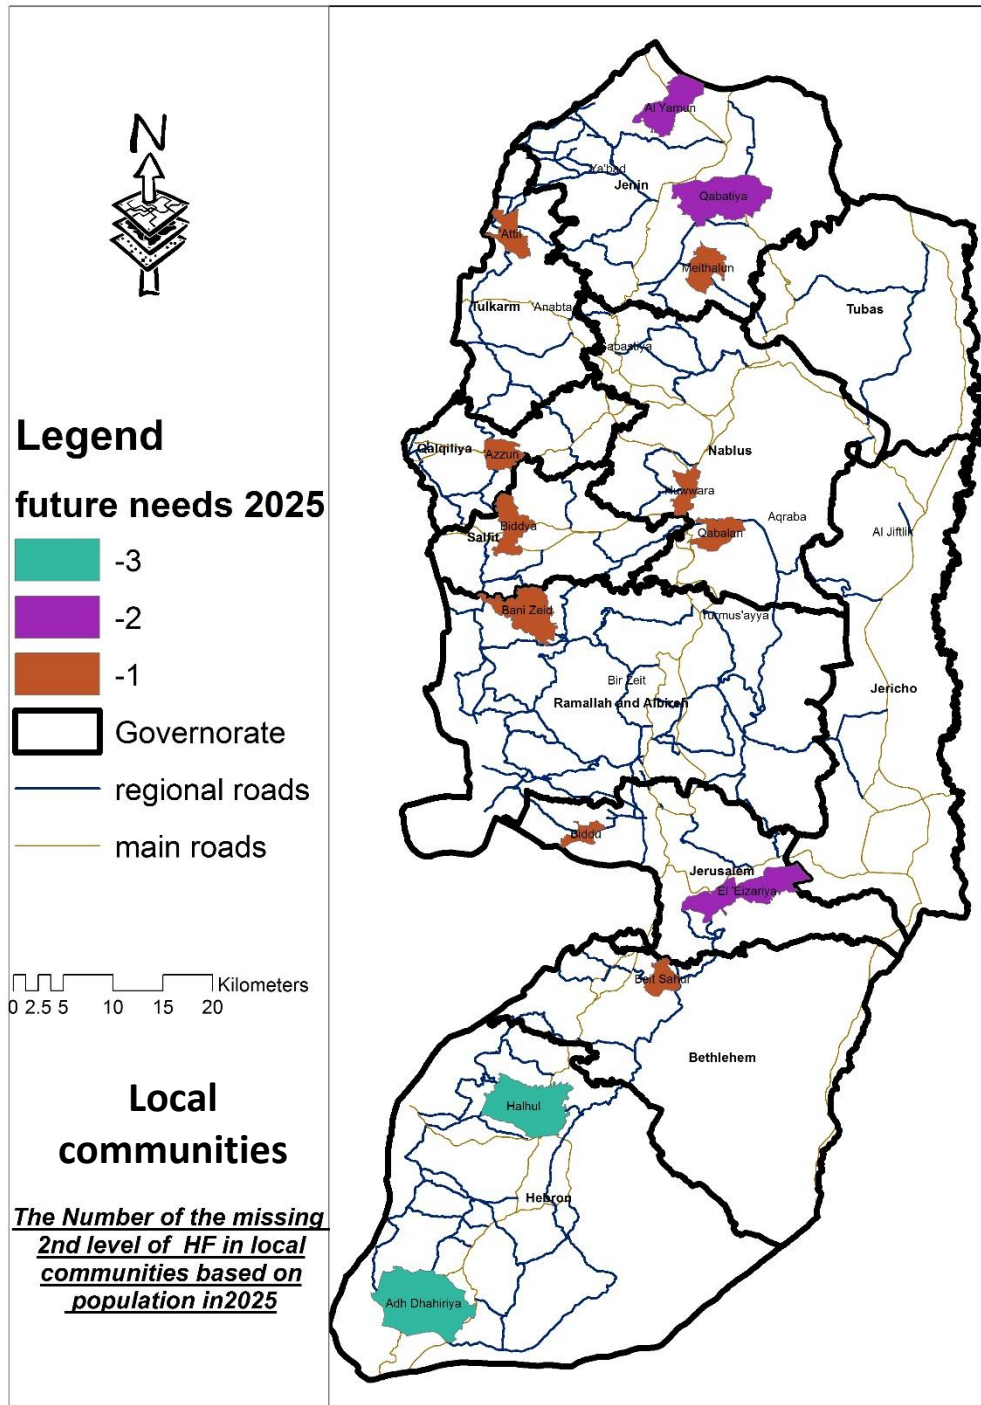 N
Legend
future needs 2025
-3
-2
-1
Governorate
regional roads
main roads
Kilometers
0 2.5 5 10 15 20
Local
communities
The Number of the missing
2nd level of HF in local
communities based on
population in2025
Al Yamun
Ya'bad
Jenin
Qabatiya
'Attil
Meithalun
Tulkarm
'Anabta
Tubas
Sabastiya
Qalqiliya
'Azzun
Nablus
Huwwara
Biddya
Salfit
Qabalan
Aqraba
Al Jiftlik
Bani Zeid
Turmus'ayya
Bir Zeit
Ramallah and Albireh
Jericho
Biddu
Jerusalem
El 'Eizariya
Beit Sahur
Bethlehem
Halhul
Hebron
Adh Dhahiriya